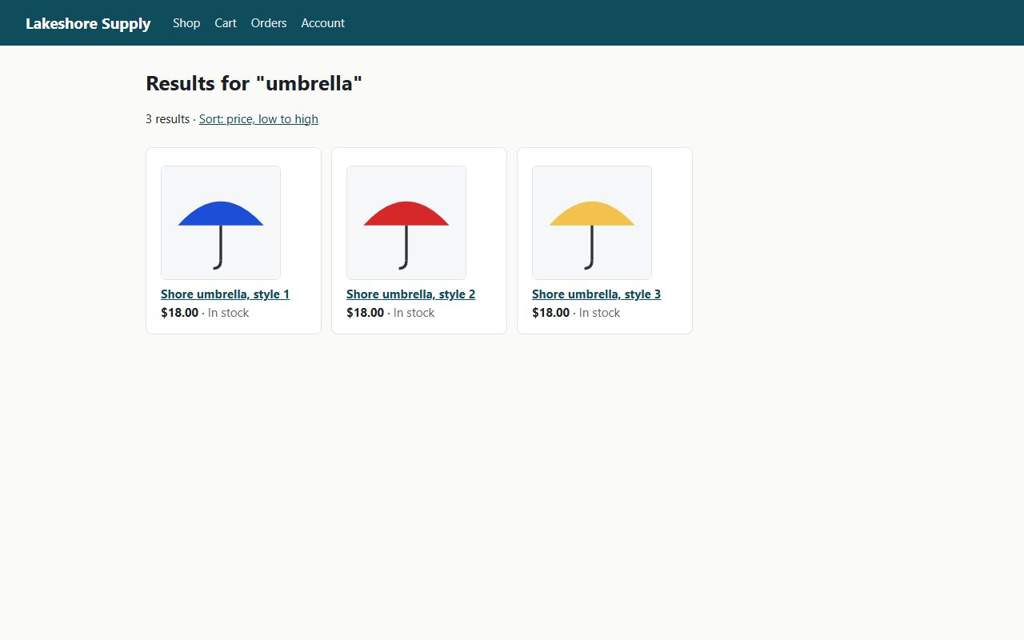 Lakeshore Supply Shop Cart Orders Account
Results for "umbrella"
3 results · Sort: price, low to high
Shore umbrella, style 1
$18.00 · In stock
Shore umbrella, style 2
$18.00 · In stock
Shore umbrella, style 3
$18.00 · In stock